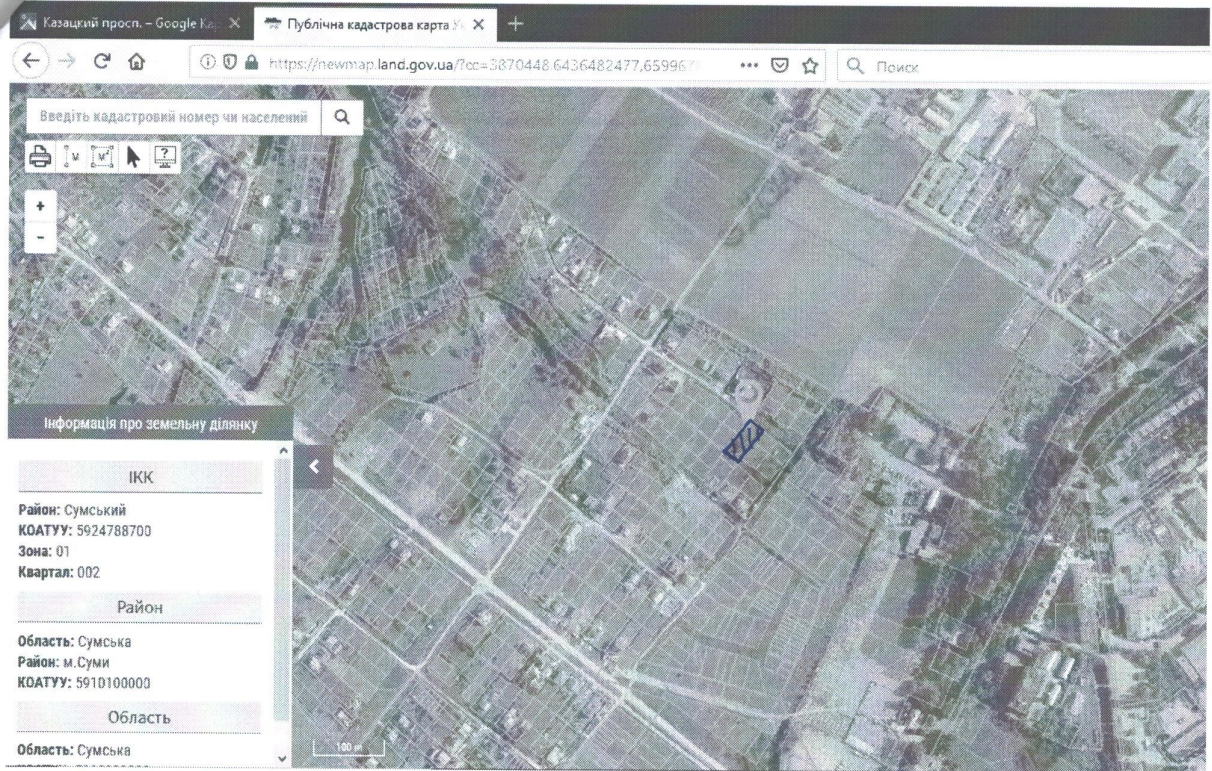 Казацкий просп. – Google Ка
Публічна кадастрова карта Ук
https://newmap.land.gov.ua/?cc=3870448.6436482477,659967
Поиск
Введіть кадастровий номер чи населений
Інформація про земельну ділянку
ІКК
Район: Сумський
КОАТУУ: 5924788700
Зона: 01
Квартал: 002
Район
Область: Сумська
Район: м.Суми
КОАТУУ: 5910100000
Область
Область: Сумська
100 m